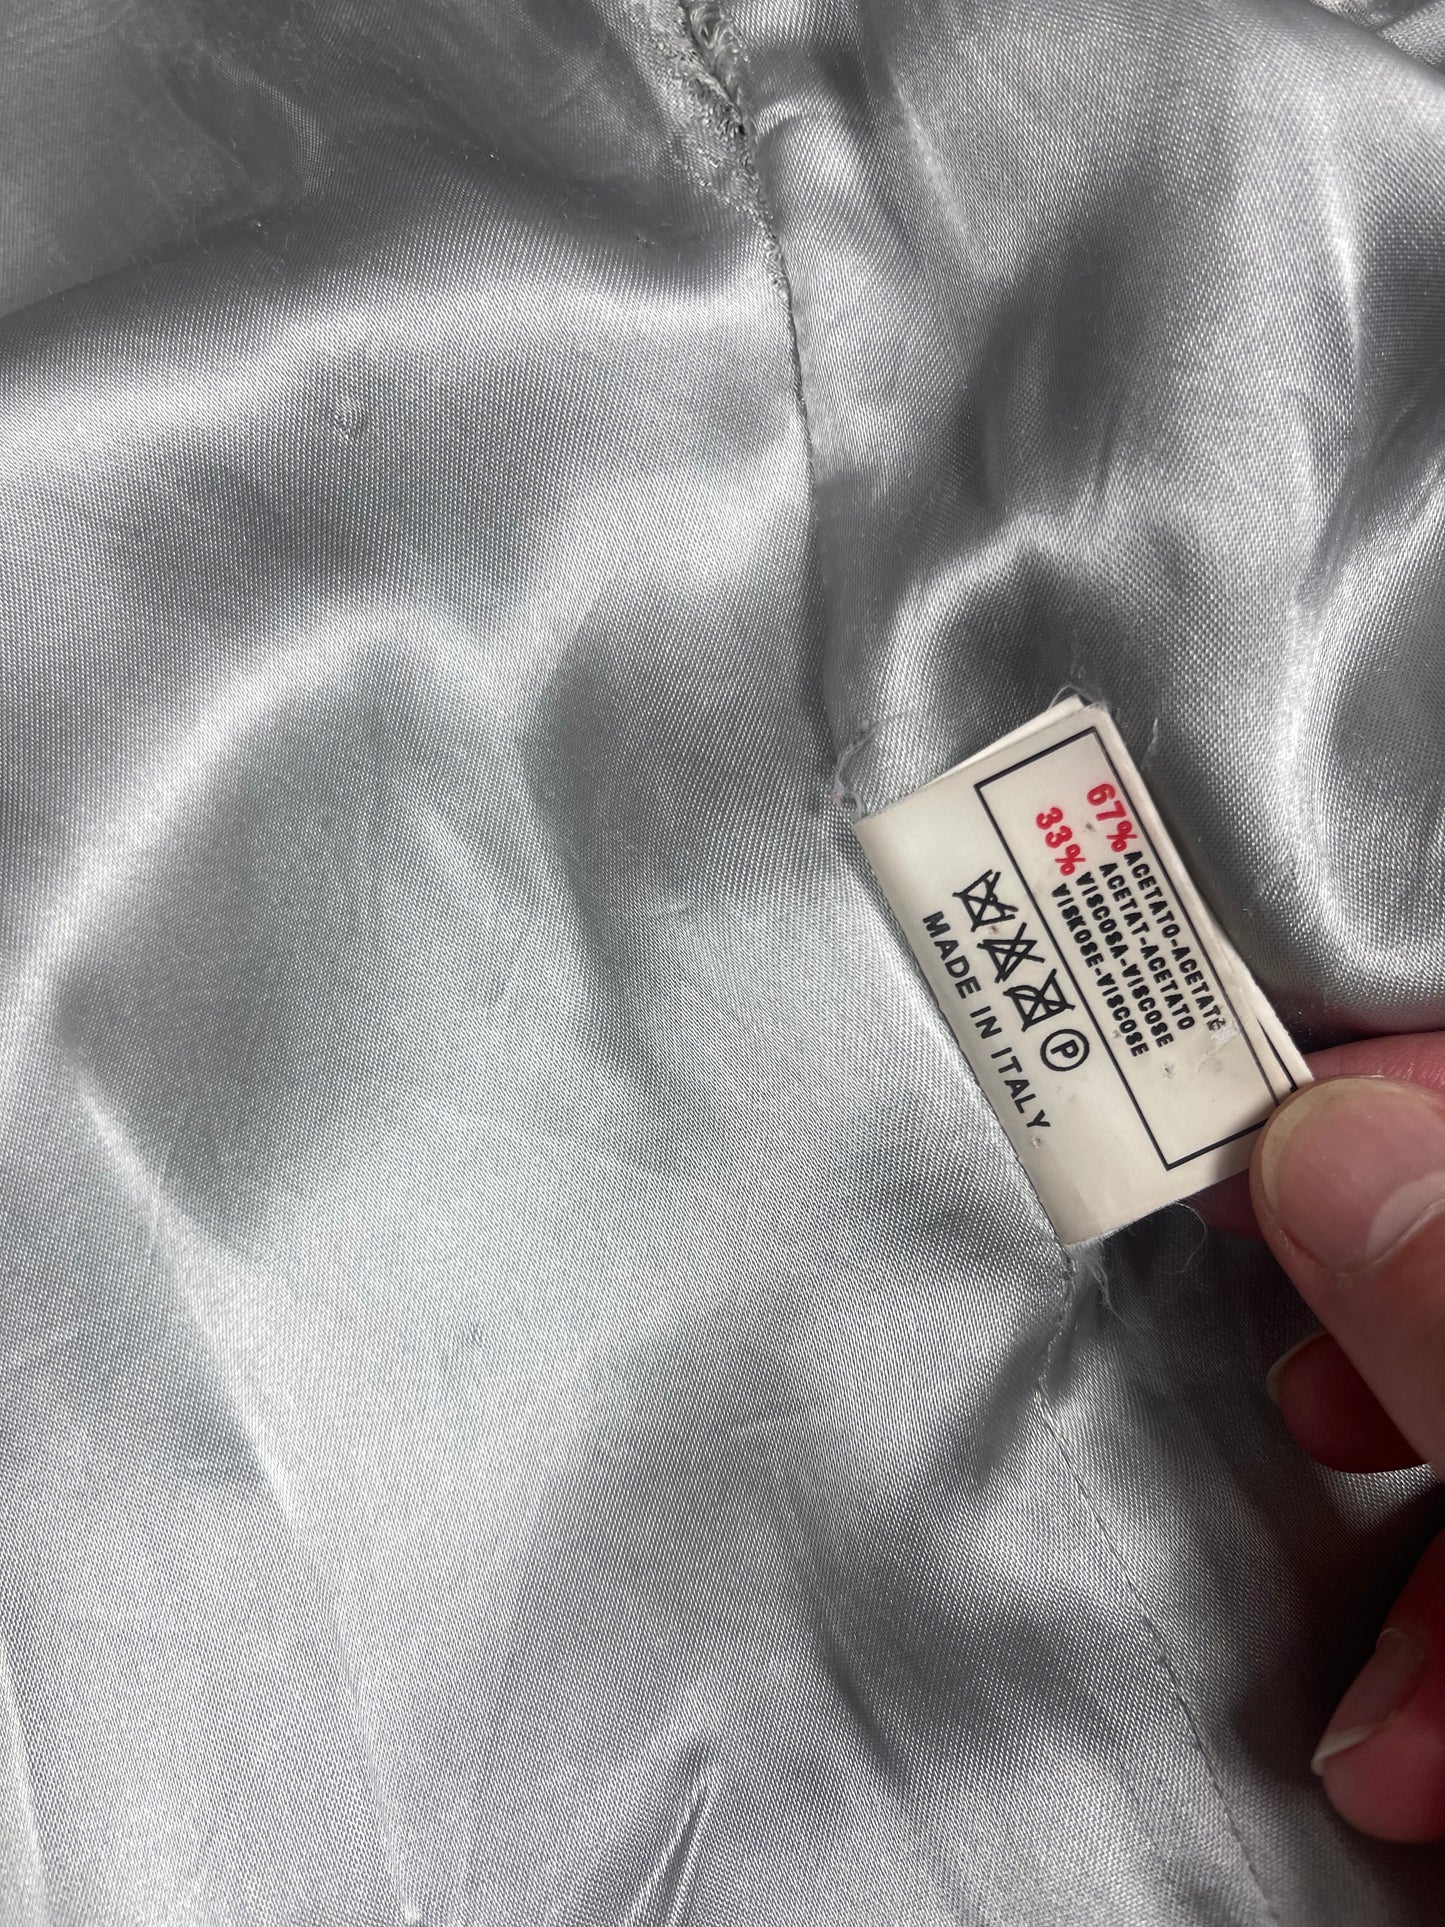 67% ACETATO-ACETATE
ACETAT-ACETATO
33% VISCOSA-VISCOSE
VISKOSE-VISCOSE
P
MADE IN ITALY